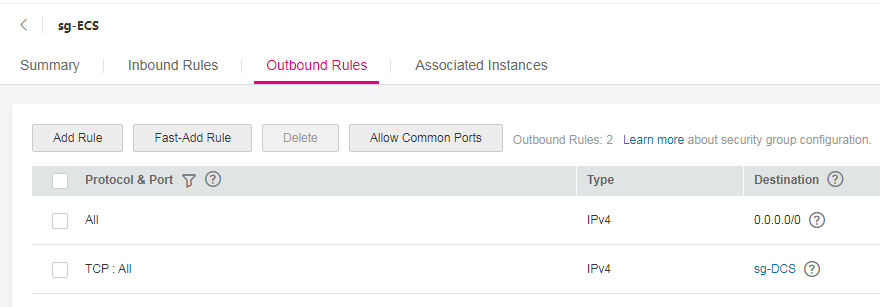 sg-ECS
Summary Inbound Rules Outbound Rules Associated Instances
Add Rule Fast-Add Rule Delete Allow Common Ports Outbound Rules: 2 Learn more about security group configuration.
Protocol & Port ? Type Destination ?
All IPv4 0.0.0.0/0 ?
TCP : All IPv4 sg-DCS ?